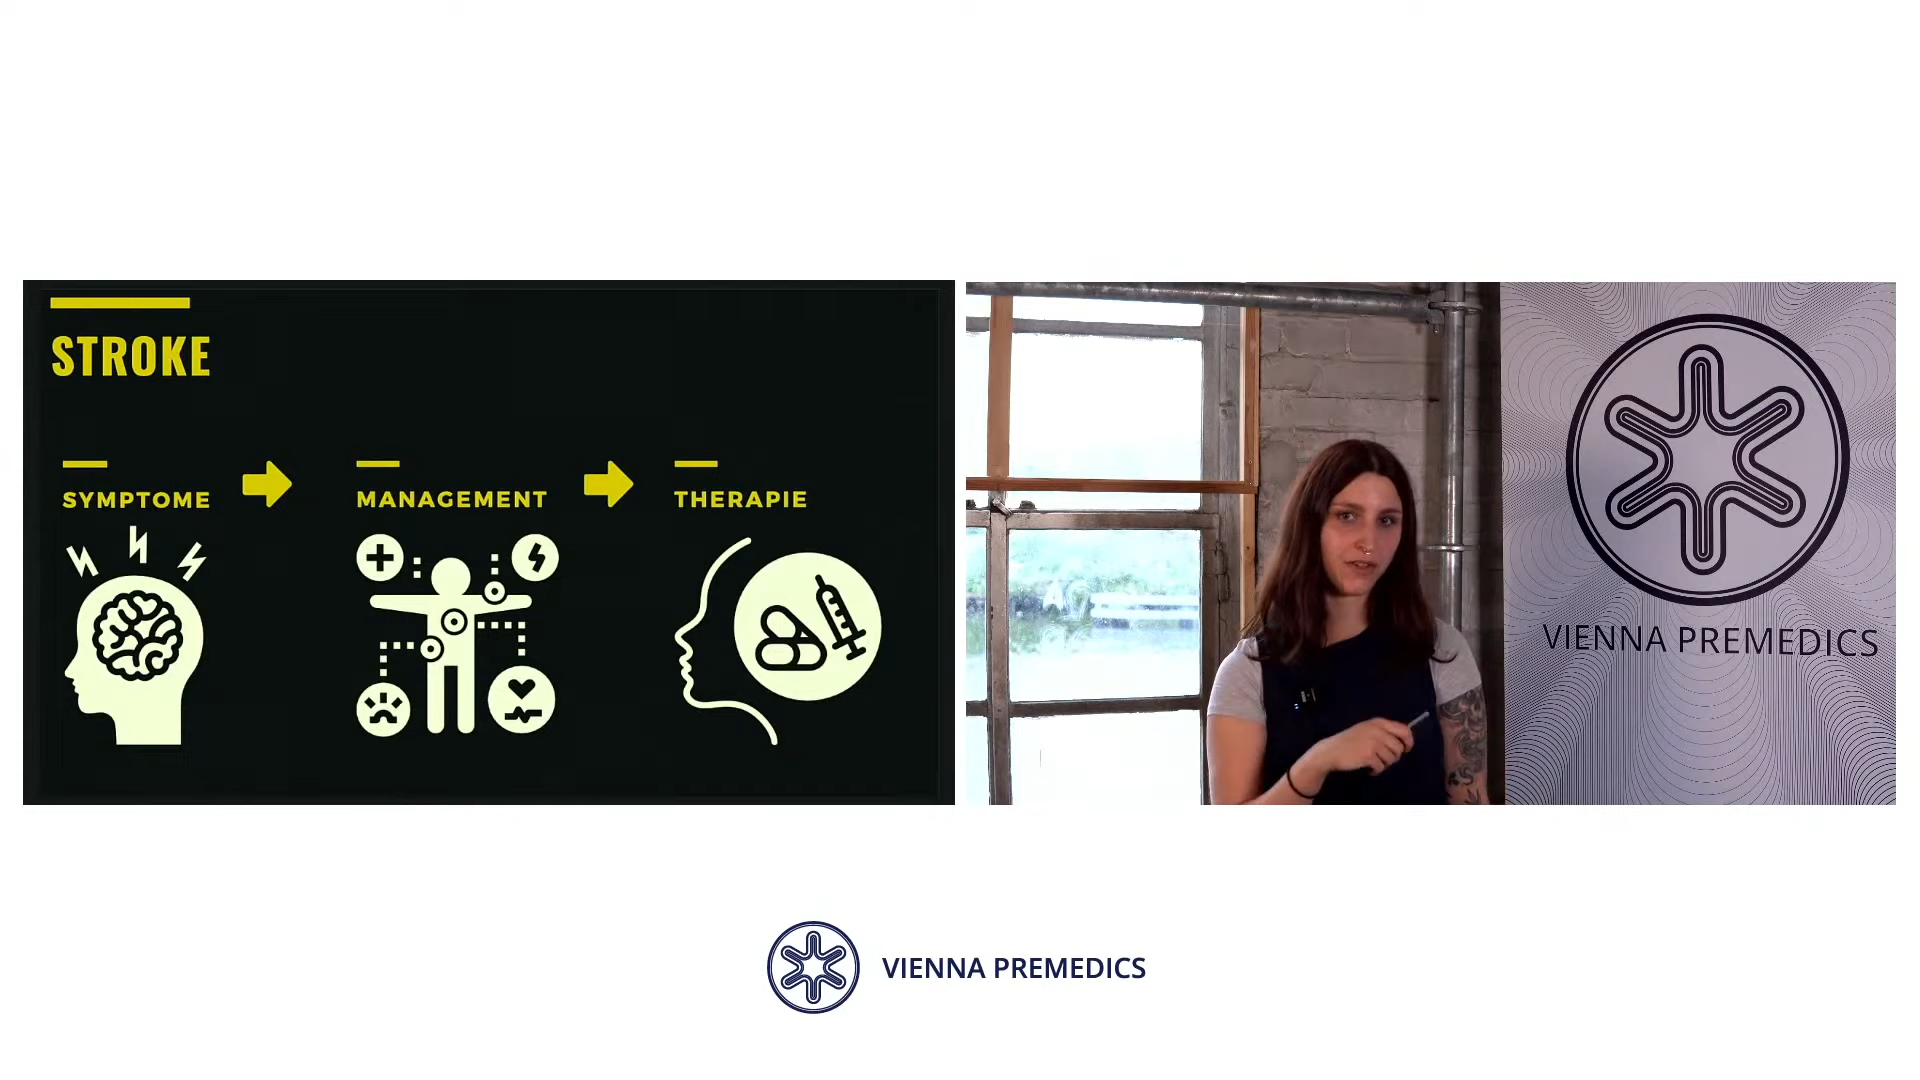 STROKE
SYMPTOME
MANAGEMENT
THERAPIE
VIENNA PREMEDICS
VIENNA PREMEDICS